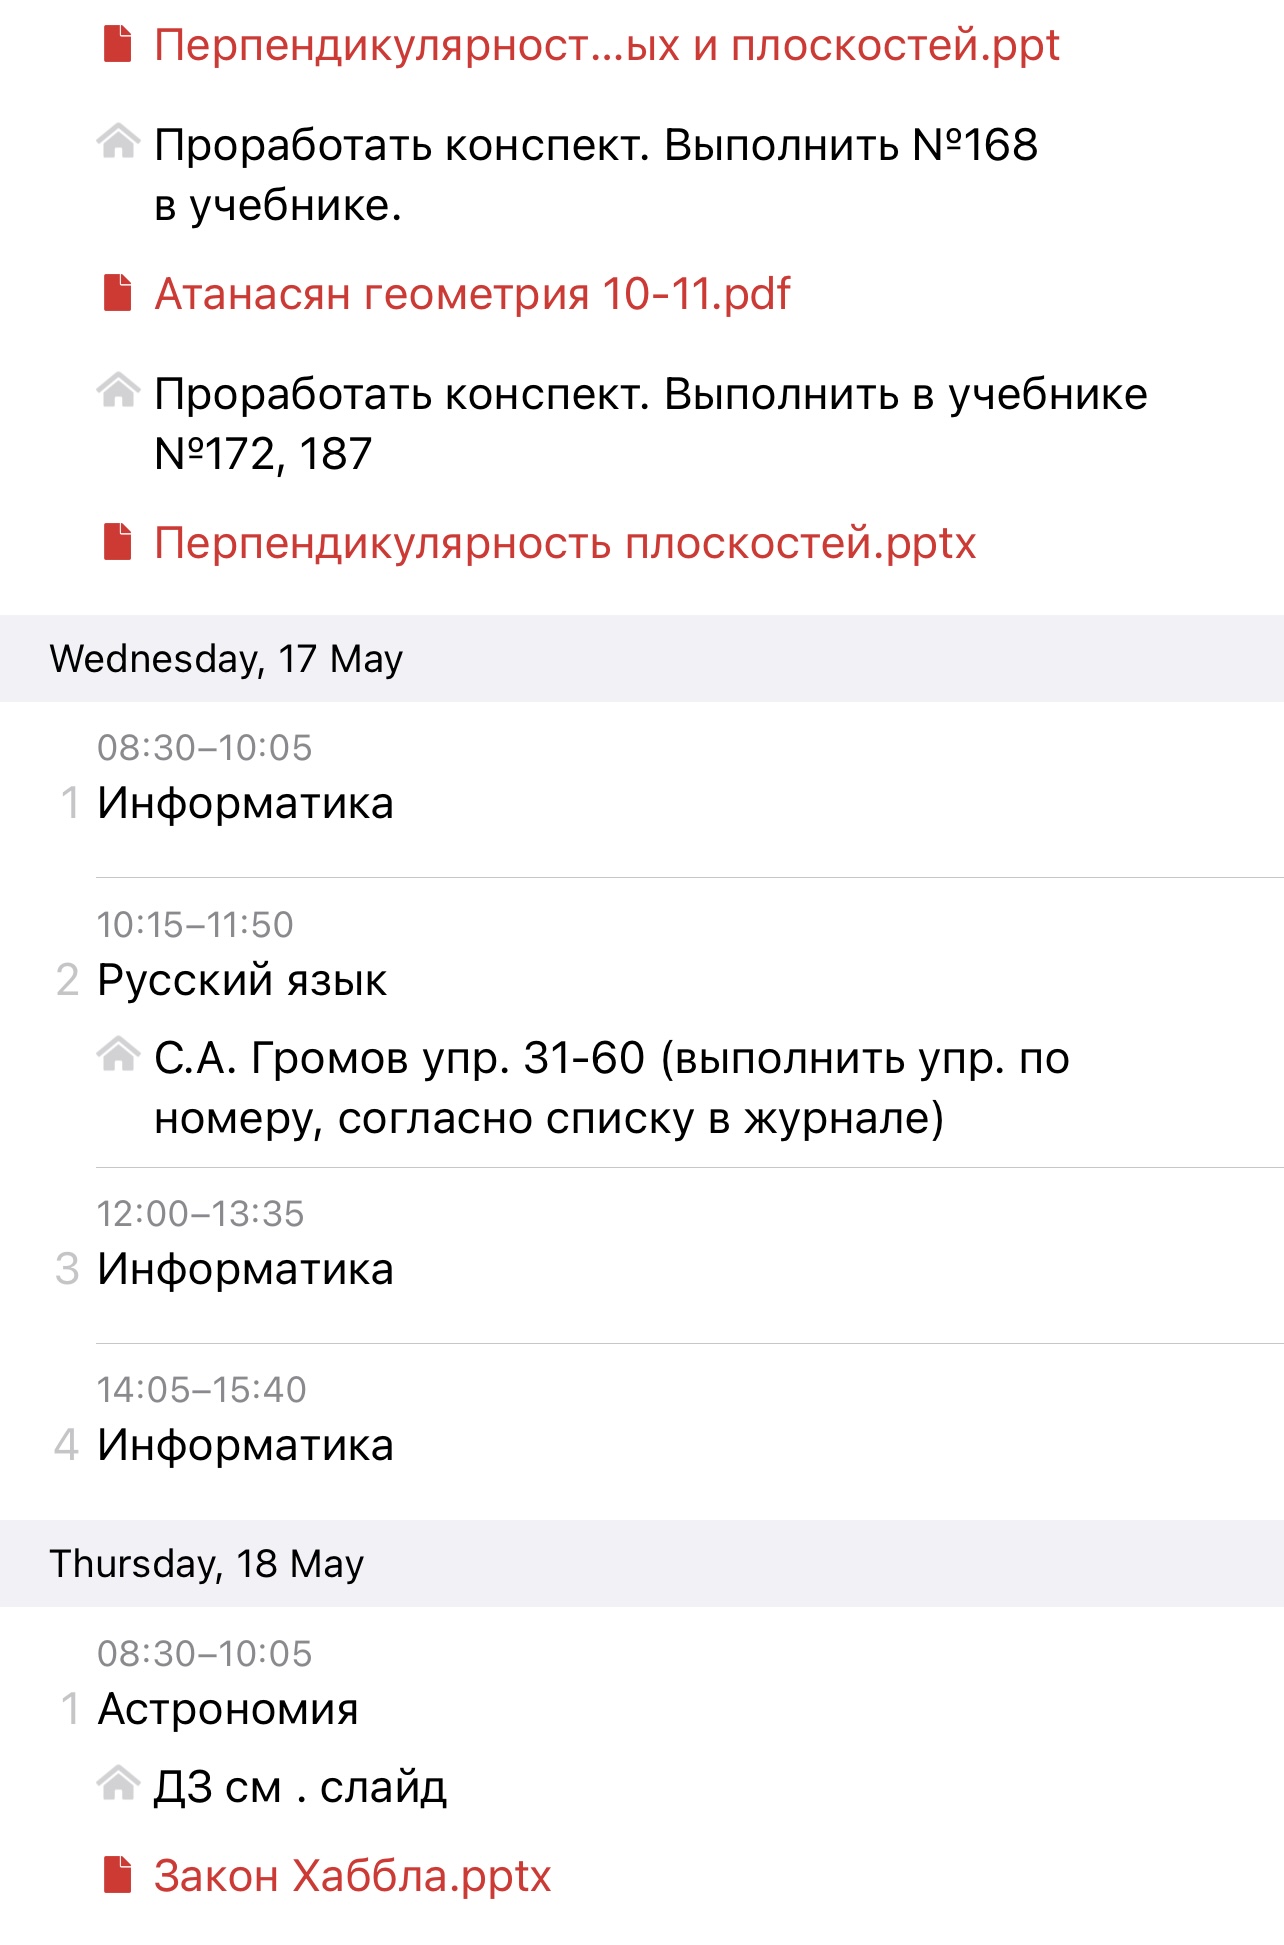 Перпендикулярност...ых и плоскостей.ppt
Проработать конспект. Выполнить №168
в учебнике.
Атанасян геометрия 10-11.pdf
Проработать конспект. Выполнить в учебнике
№172, 187
Перпендикулярность плоскостей.pptx
Wednesday, 17 May
08:30–10:05
1 Информатика
10:15–11:50
2 Русский язык
С.А. Громов упр. 31-60 (выполнить упр. по
номеру, согласно списку в журнале)
12:00–13:35
3 Информатика
14:05–15:40
4 Информатика
Thursday, 18 May
08:30–10:05
1 Астрономия
ДЗ см . слайд
Закон Хаббла.pptx